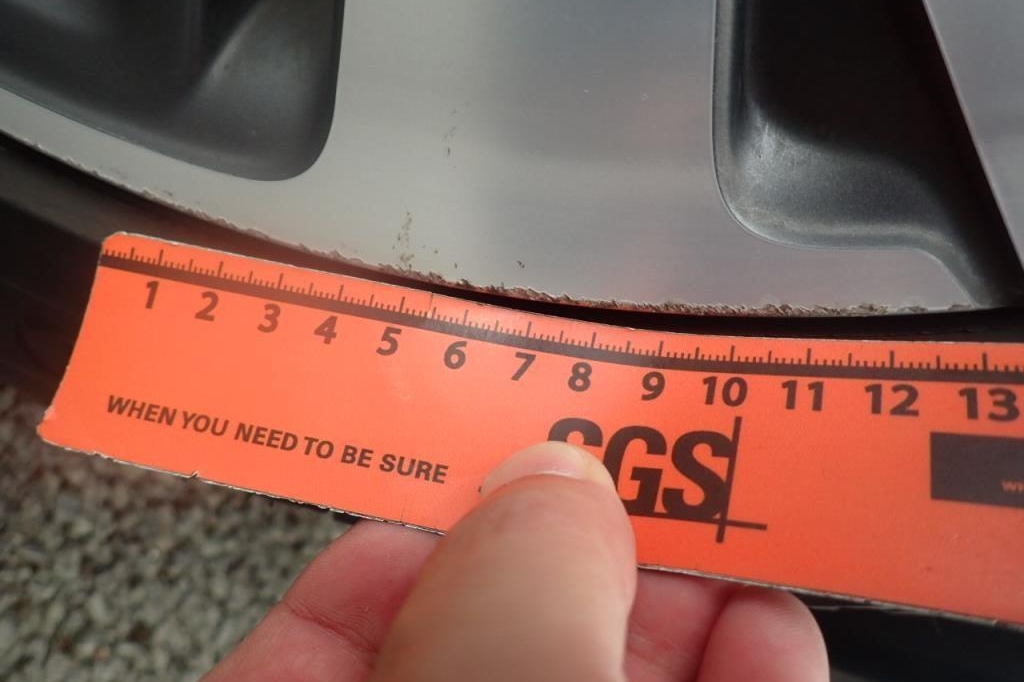 1 2 3 4 5 6 7 8 9 10 11 12 13
WHEN YOU NEED TO BE SURE
SGS